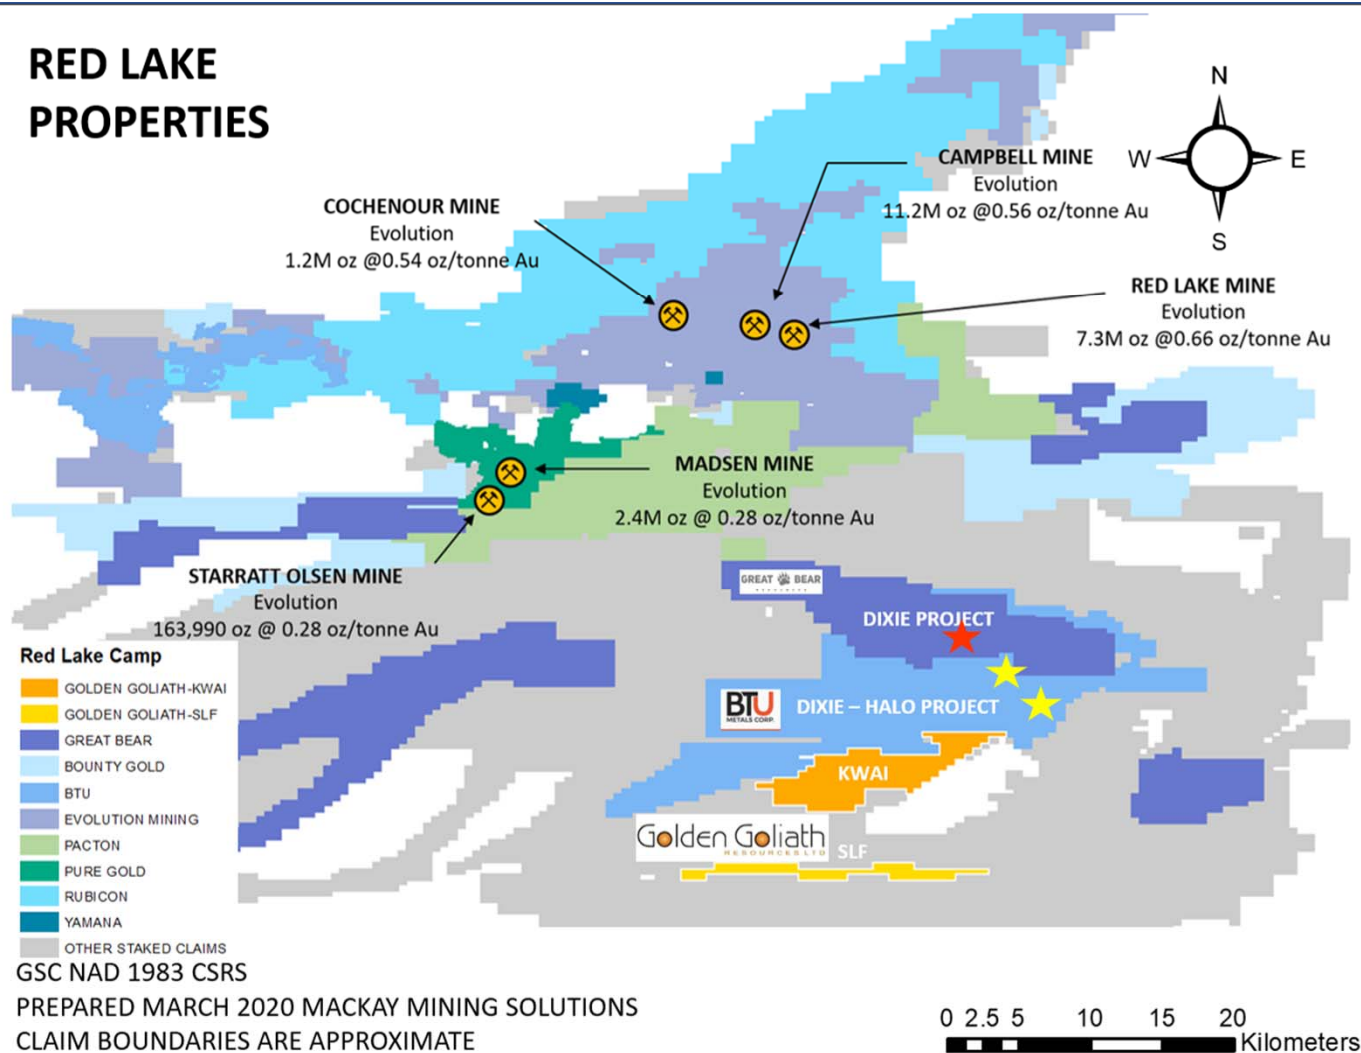 RED LAKE
PROPERTIES
N
W
E
S
CAMPBELL MINE
Evolution
11.2M oz @0.56 oz/tonne Au
COCHENOUR MINE
Evolution
1.2M oz @0.54 oz/tonne Au
RED LAKE MINE
Evolution
7.3M oz @0.66 oz/tonne Au
MADSEN MINE
Evolution
2.4M oz @ 0.28 oz/tonne Au
STARRATT OLSEN MINE
Evolution
163,990 oz @ 0.28 oz/tonne Au
GREAT BEAR
RESOURCES
DIXIE PROJECT
BTU
METALS CORP.
DIXIE – HALO PROJECT
KWAI
Golden Goliath
RESOURCES LTD
SLF
Red Lake Camp
GOLDEN GOLIATH-KWAI
GOLDEN GOLIATH-SLF
GREAT BEAR
BOUNTY GOLD
BTU
EVOLUTION MINING
PACTON
PURE GOLD
RUBICON
YAMANA
OTHER STAKED CLAIMS
GSC NAD 1983 CSRS
PREPARED MARCH 2020 MACKAY MINING SOLUTIONS
CLAIM BOUNDARIES ARE APPROXIMATE
0 2.5 5 10 15 20
Kilometers